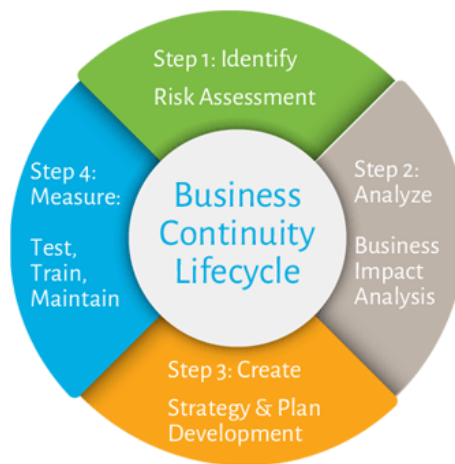 Step 1: Identify
Risk Assessment
Step 2:
Analyze
Business
Impact
Analysis
Step 3: Create
Strategy & Plan
Development
Step 4:
Measure:
Test,
Train,
Maintain
Business
Continuity
Lifecycle